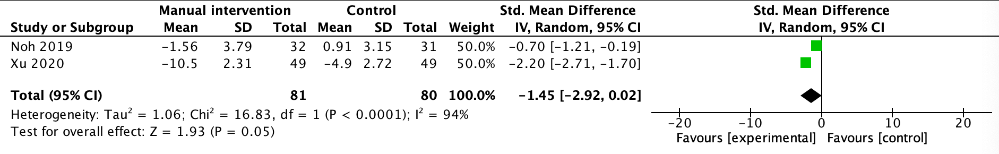 Manual intervention Control Std. Mean Difference Std. Mean Difference
Study or Subgroup Mean SD Total Mean SD Total Weight IV, Random, 95% CI IV, Random, 95% CI
Noh 2019 −1.56 3.79 32 0.91 3.15 31 50.0% −0.70 [−1.21, −0.19]
Xu 2020 −10.5 2.31 49 −4.9 2.72 49 50.0% −2.20 [−2.71, −1.70]
Total (95% CI) 81 80 100.0% −1.45 [−2.92, 0.02]
Heterogeneity: Tau² = 1.06; Chi² = 16.83, df = 1 (P < 0.0001); I² = 94%
Test for overall effect: Z = 1.93 (P = 0.05)
−20 −10 0 10 20
Favours [experimental] Favours [control]